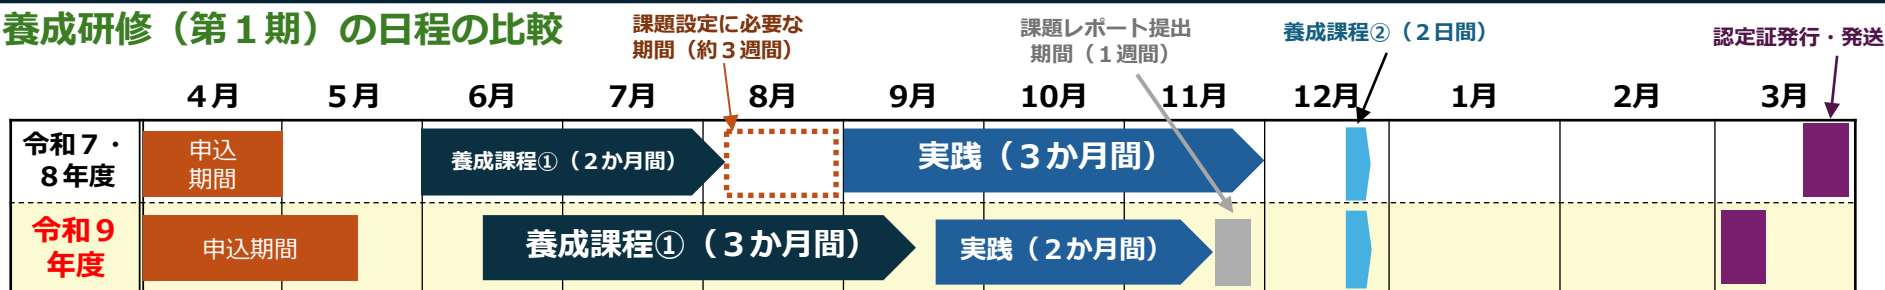 養成研修（第１期）の日程の比較
課題設定に必要な
期間（約３週間）
課題レポート提出
期間（１週間）
養成課程②（２日間）
認定証発行・発送
４月 ５月 6月 7月 8月 9月 10月 11月 12月 1月 2月 3月
令和７・
８年度
申込
期間
養成課程①（２か月間）
実践（３か月間）
令和９
年度
申込期間
養成課程①（３か月間）
実践（２か月間）